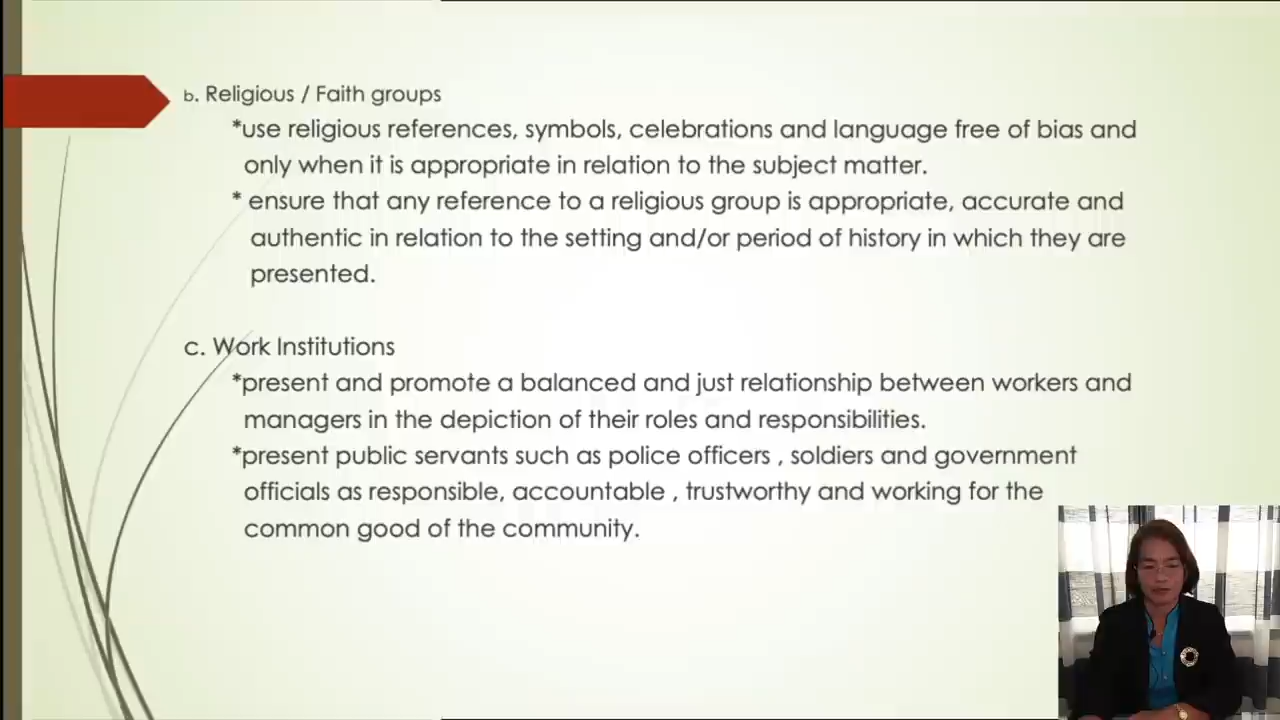 b. Religious / Faith groups
*use religious references, symbols, celebrations and language free of bias and
only when it is appropriate in relation to the subject matter.
* ensure that any reference to a religious group is appropriate, accurate and
authentic in relation to the setting and/or period of history in which they are
presented.
c. Work Institutions
*present and promote a balanced and just relationship between workers and
managers in the depiction of their roles and responsibilities.
*present public servants such as police officers , soldiers and government
officials as responsible, accountable , trustworthy and working for the
common good of the community.